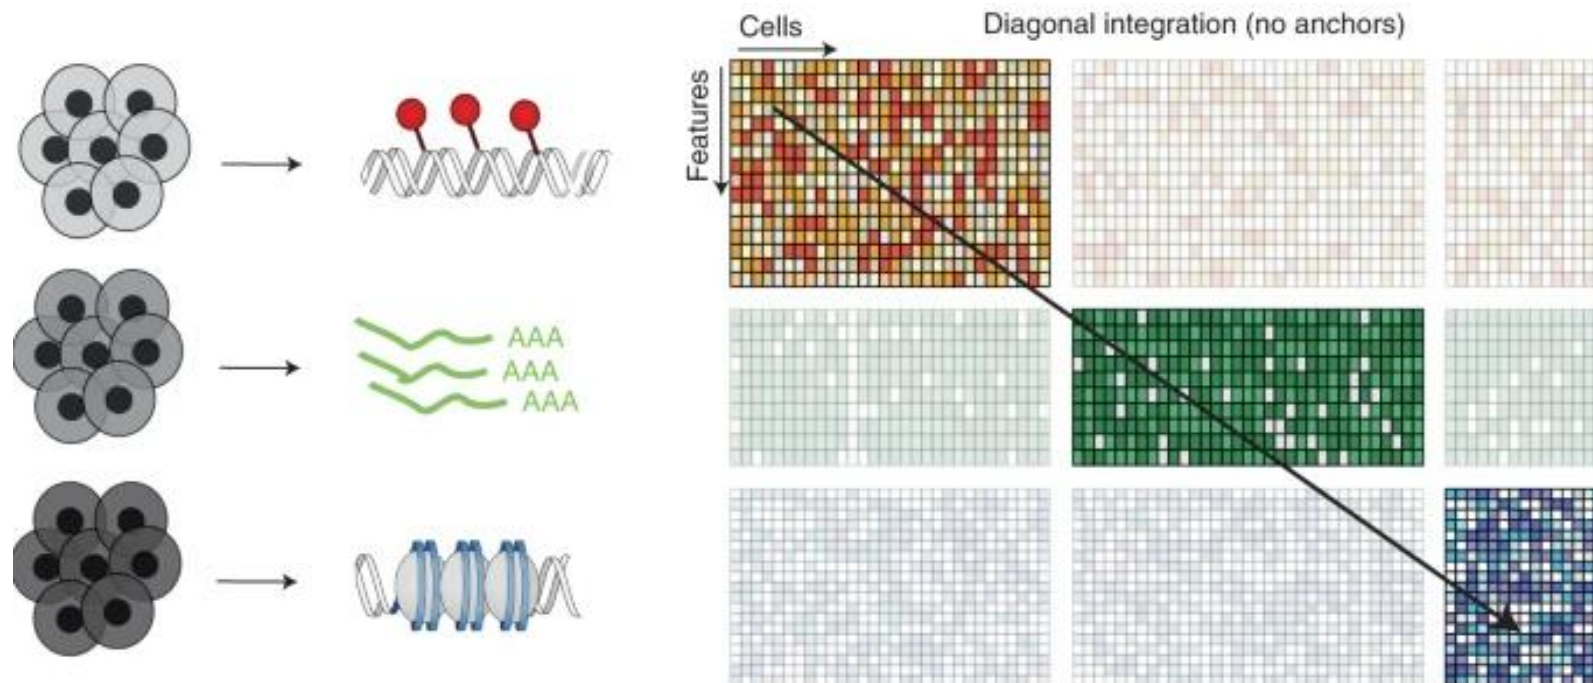 Cells
Diagonal integration (no anchors)
Features
AAA
AAA
AAA